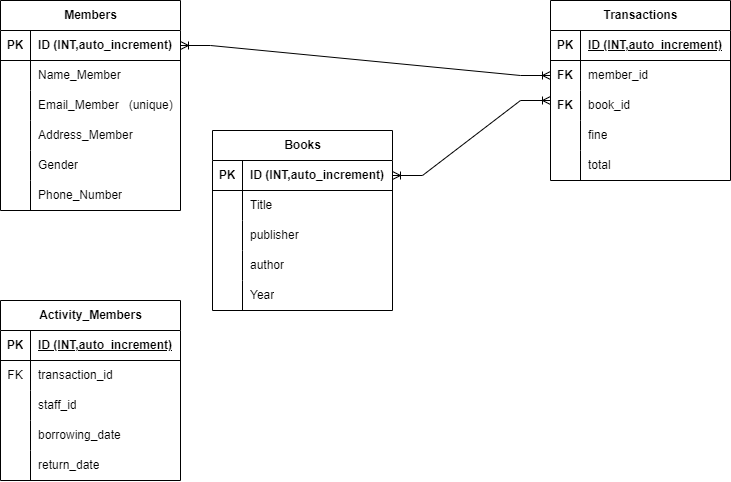 Members
PK ID (INT,auto_increment)
Name_Member
Email_Member (unique)
Address_Member
Gender
Phone_Number
Transactions
PK ID (INT,auto_increment)
FK member_id
FK book_id
fine
total
Books
PK ID (INT,auto_increment)
Title
publisher
author
Year
Activity_Members
PK ID (INT,auto_increment)
FK transaction_id
staff_id
borrowing_date
return_date